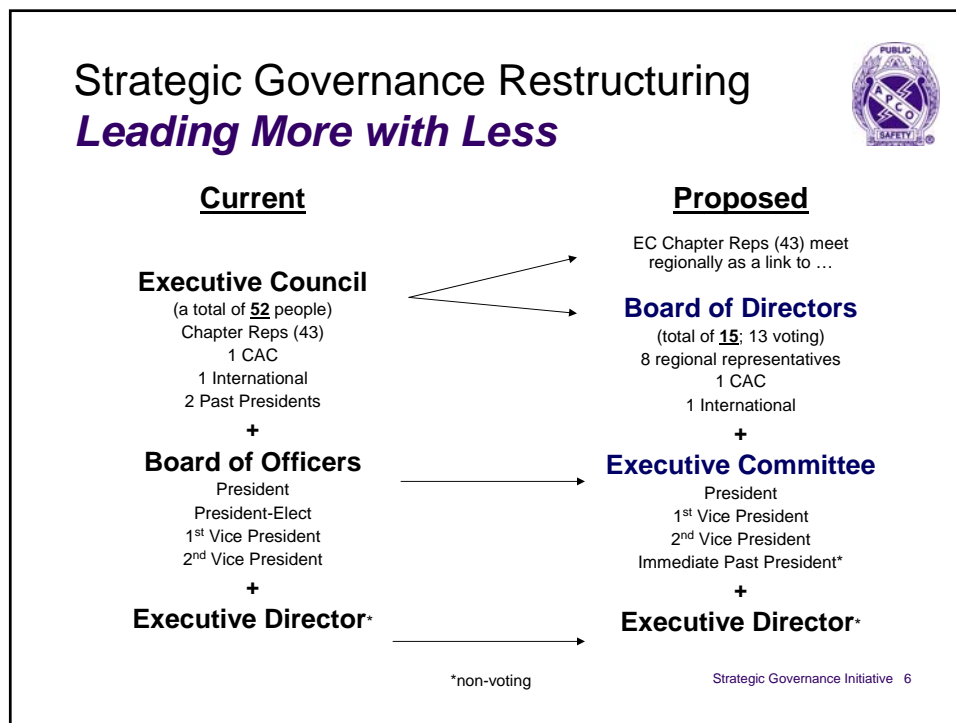 Strategic Governance Restructuring
Leading More with Less
PUBLIC
APCO
SAFETY
®
Current
Executive Council
(a total of 52 people)
Chapter Reps (43)
1 CAC
1 International
2 Past Presidents
+
Board of Officers
President
President-Elect
1st Vice President
2nd Vice President
+
Executive Director*
Proposed
EC Chapter Reps (43) meet
regionally as a link to …
Board of Directors
(total of 15; 13 voting)
8 regional representatives
1 CAC
1 International
+
Executive Committee
President
1st Vice President
2nd Vice President
Immediate Past President*
+
Executive Director*
*non-voting
Strategic Governance Initiative 6